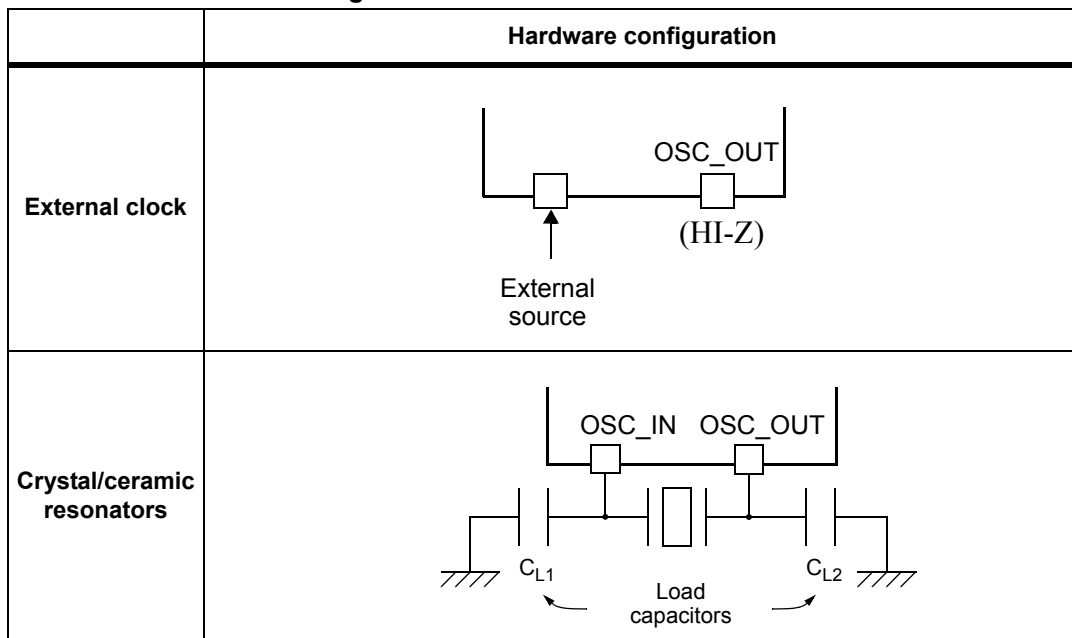 Hardware configuration
External clock
OSC_OUT
(HI-Z)
External
source
Crystal/ceramic
resonators
OSC_IN OSC_OUT
CL1
CL2
Load
capacitors